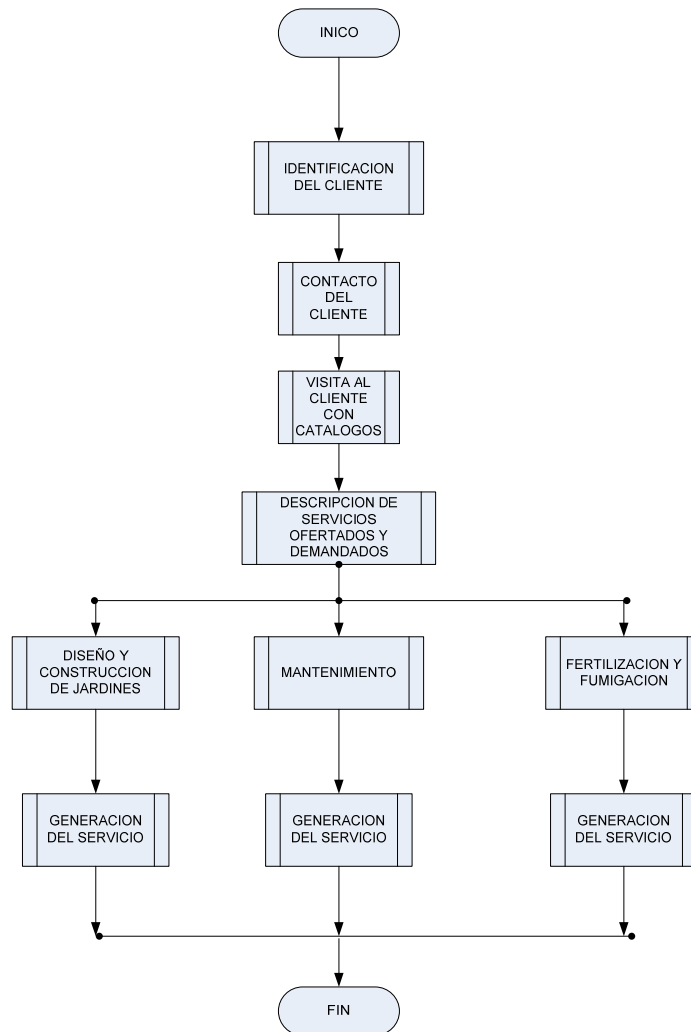 INICO
IDENTIFICACION
DEL CLIENTE
CONTACTO
DEL
CLIENTE
VISITA AL
CLIENTE
CON
CATALOGOS
DESCRIPCION DE
SERVICIOS
OFERTADOS Y
DEMANDADOS
DISEÑO Y
CONSTRUCCION
DE JARDINES
MANTENIMIENTO
FERTILIZACION Y
FUMIGACION
GENERACION
DEL SERVICIO
GENERACION
DEL SERVICIO
GENERACION
DEL SERVICIO
FIN